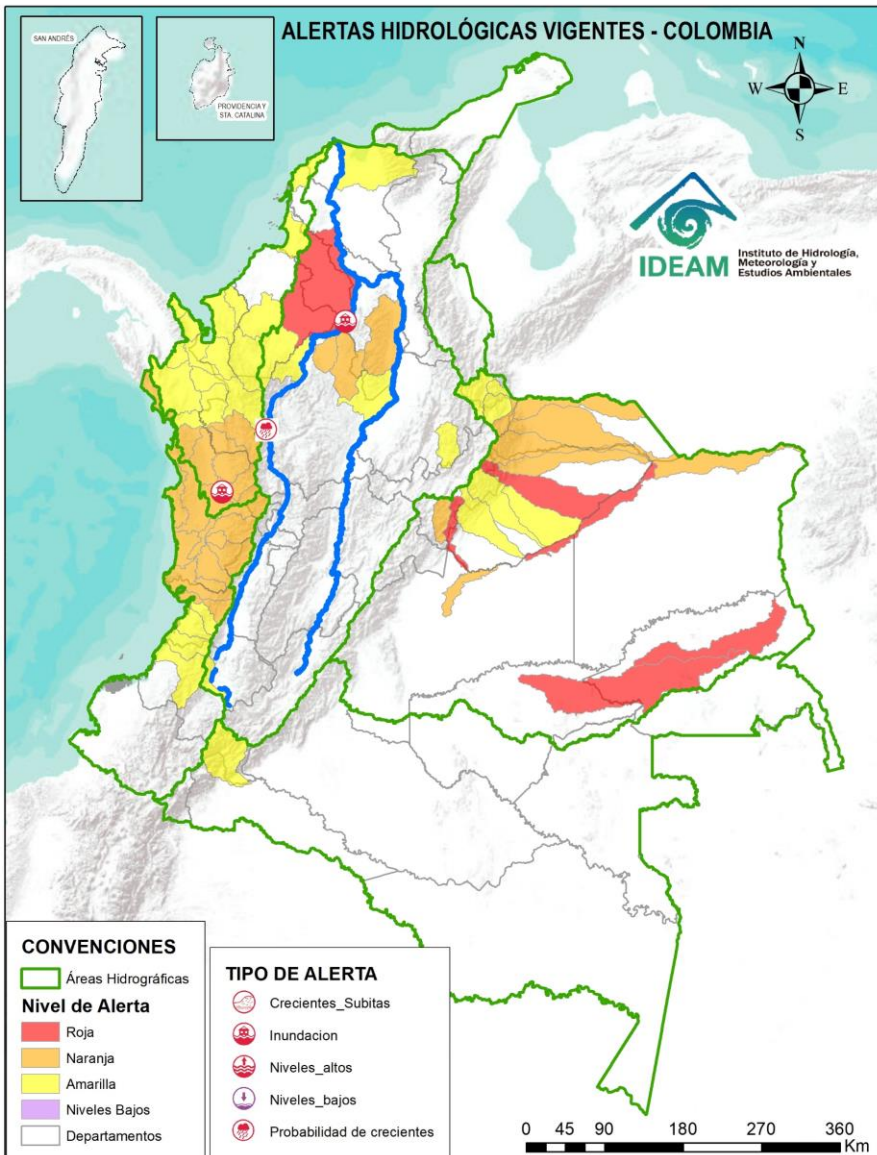 ALERTAS HIDROLÓGICAS VIGENTES - COLOMBIA
SAN ANDRÉS
PROVIDENCIA Y
STA. CATALINA
N
W
E
S
IDEAM
Instituto de Hidrología,
Meteorología y
Estudios Ambientales
CONVENCIONES
Áreas Hidrográficas
Nivel de Alerta
Roja
Naranja
Amarilla
Niveles Bajos
Departamentos
TIPO DE ALERTA
Crecientes_Subitas
Inundacion
Niveles_altos
Niveles_bajos
Probabilidad de crecientes
0 45 90 180 270 360
Km